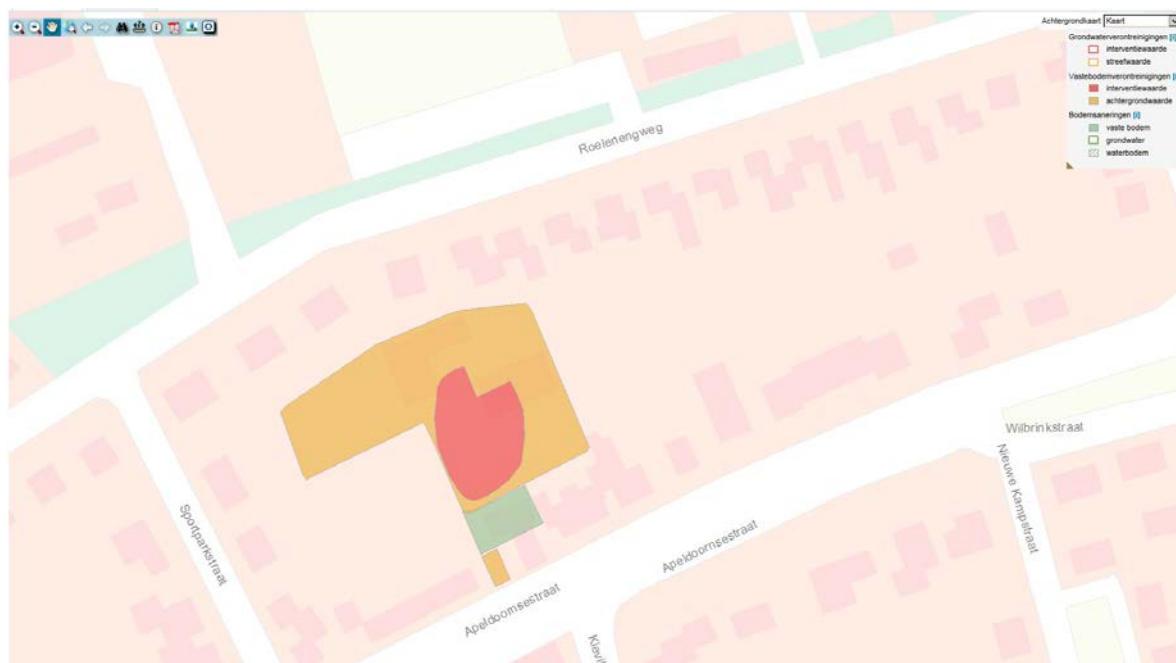 Achtergrondkaart Kaart
Grondwaterverontreinigingen [i]
interventiewaarde
streefwaarde
Vastebodemverontreinigingen [i]
interventiewaarde
achtergrondwaarde
Bodemsaneringen [i]
vaste bodem
grondwater
waterbodem
Roelenengweg
Wilbrinkstraat
Nieuwe Kampstraat
Sportparkstraat
Apeldoornsestraat
Apeldoornsestraat